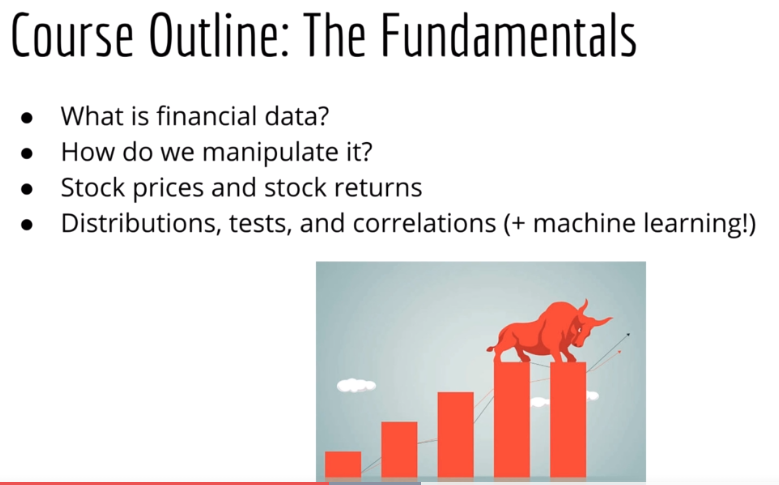 Course Outline: The Fundamentals
● What is financial data?
● How do we manipulate it?
● Stock prices and stock returns
● Distributions, tests, and correlations (+ machine learning!)